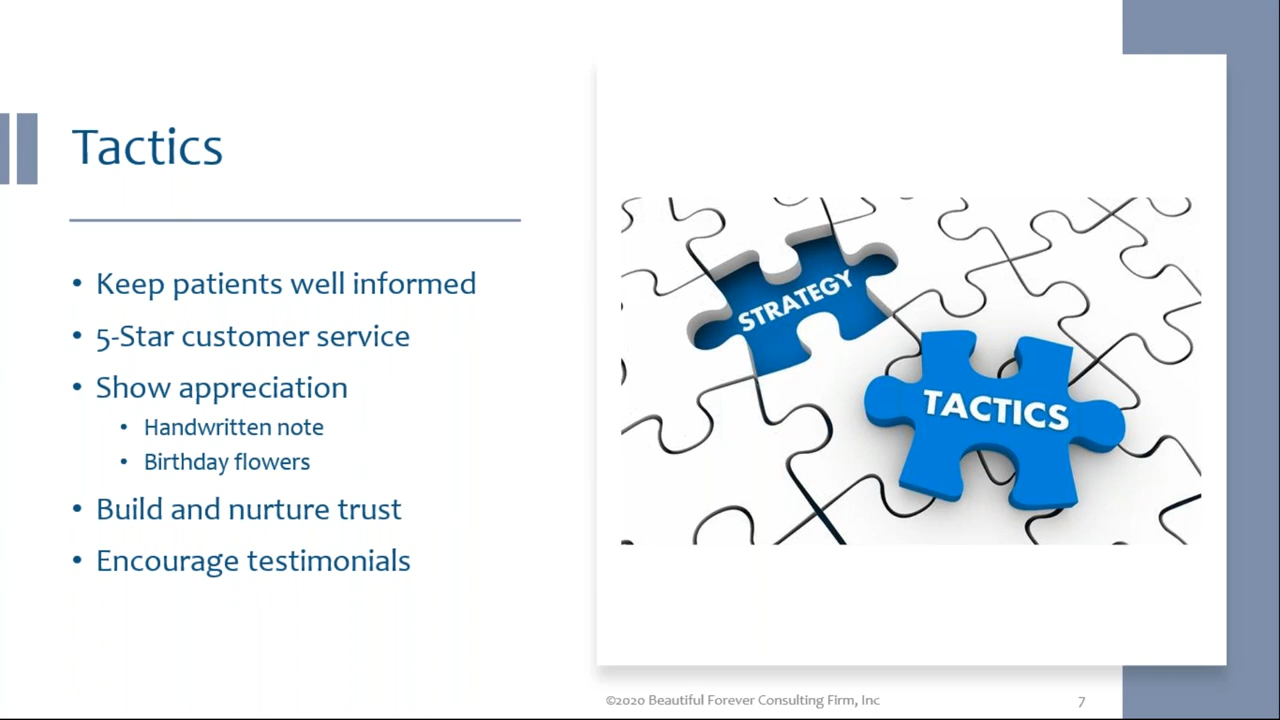 Tactics
• Keep patients well informed
• 5-Star customer service
• Show appreciation
• Handwritten note
• Birthday flowers
• Build and nurture trust
• Encourage testimonials
STRATEGY
TACTICS
©2020 Beautiful Forever Consulting Firm, Inc
7